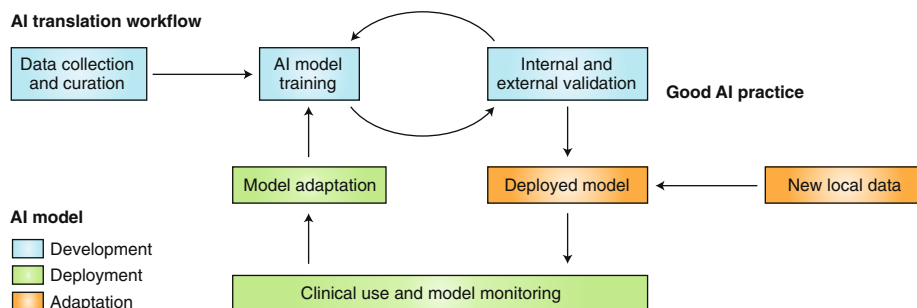 AI translation workflow
Data collection
and curation
AI model
training
Internal and
external validation
Good AI practice
Model adaptation
Deployed model
New local data
AI model
Development
Deployment
Adaptation
Clinical use and model monitoring